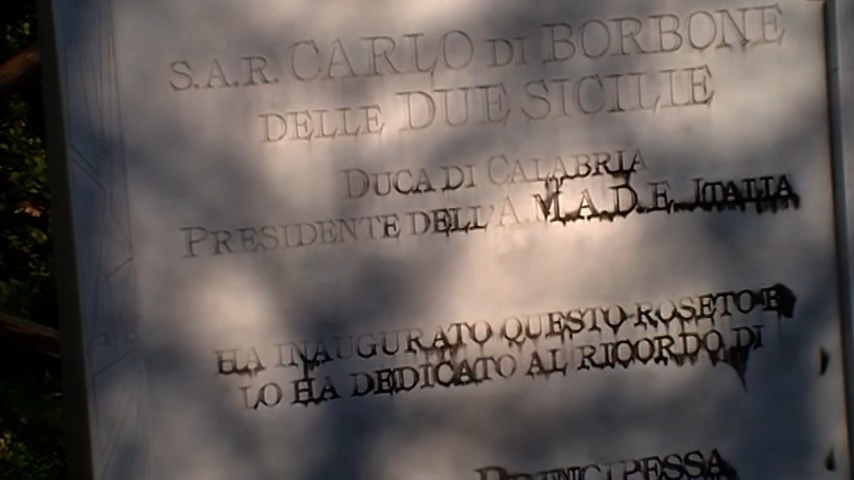 S.A.R. CARLO DI BORBONE
DELLE DUE SICILIE
DUCA DI CALABRIA
PRESIDENTE DELL'A.M.A.D.E. ITALIA
HA INAUGURATO QUESTO ROSETO E
LO HA DEDICATO AL RICORDO DI
PRINCIPESSA